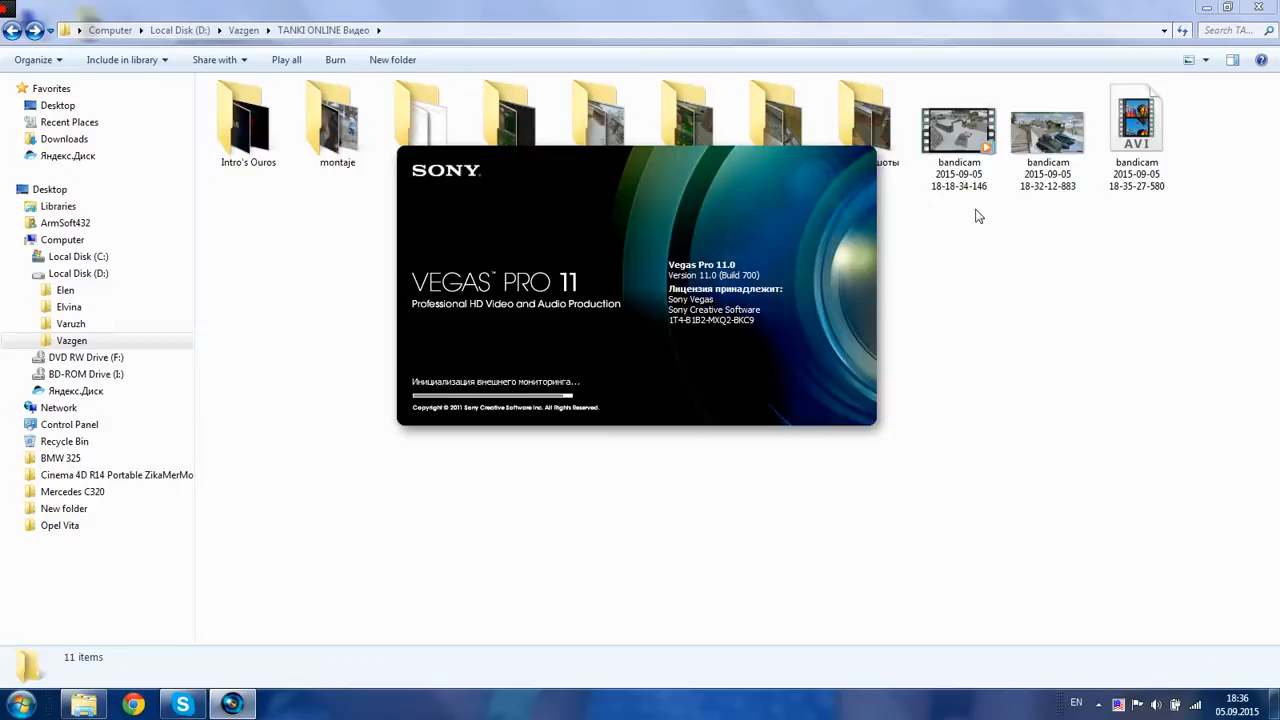 Computer
Local Disk (D:)
Vazgen
TANKI ONLINE Видео
Search TA...
Organize
Include in library
Share with
Play all
Burn
New folder
Favorites
Desktop
Recent Places
Downloads
Яндекс.Диск
Desktop
Libraries
ArmSoft432
Computer
Local Disk (C:)
Local Disk (D:)
Elen
Elvina
Varuzh
Vazgen
DVD RW Drive (F:)
BD-ROM Drive (I:)
Яндекс.Диск
Network
Control Panel
Recycle Bin
BMW 325
Cinema 4D R14 Portable ZikaMerMo
Mercedes C320
New folder
Opel Vita
Intro's Ouros
montaje
шоты
bandicam
2015-09-05
18-18-34-146
bandicam
2015-09-05
18-32-12-883
AVI
bandicam
2015-09-05
18-35-27-580
SONY
VEGAS™ PRO 11
Professional HD Video and Audio Production
Vegas Pro 11.0
Version 11.0 (Build 700)
Лицензия принадлежит:
Sony Vegas
Sony Creative Software
1T4-B1B2-MXQ2-BKC9
Инициализация внешнего мониторинга...
Copyright © 2011 Sony Creative Software Inc. All Rights Reserved.
11 items
EN
18:36
05.09.2015